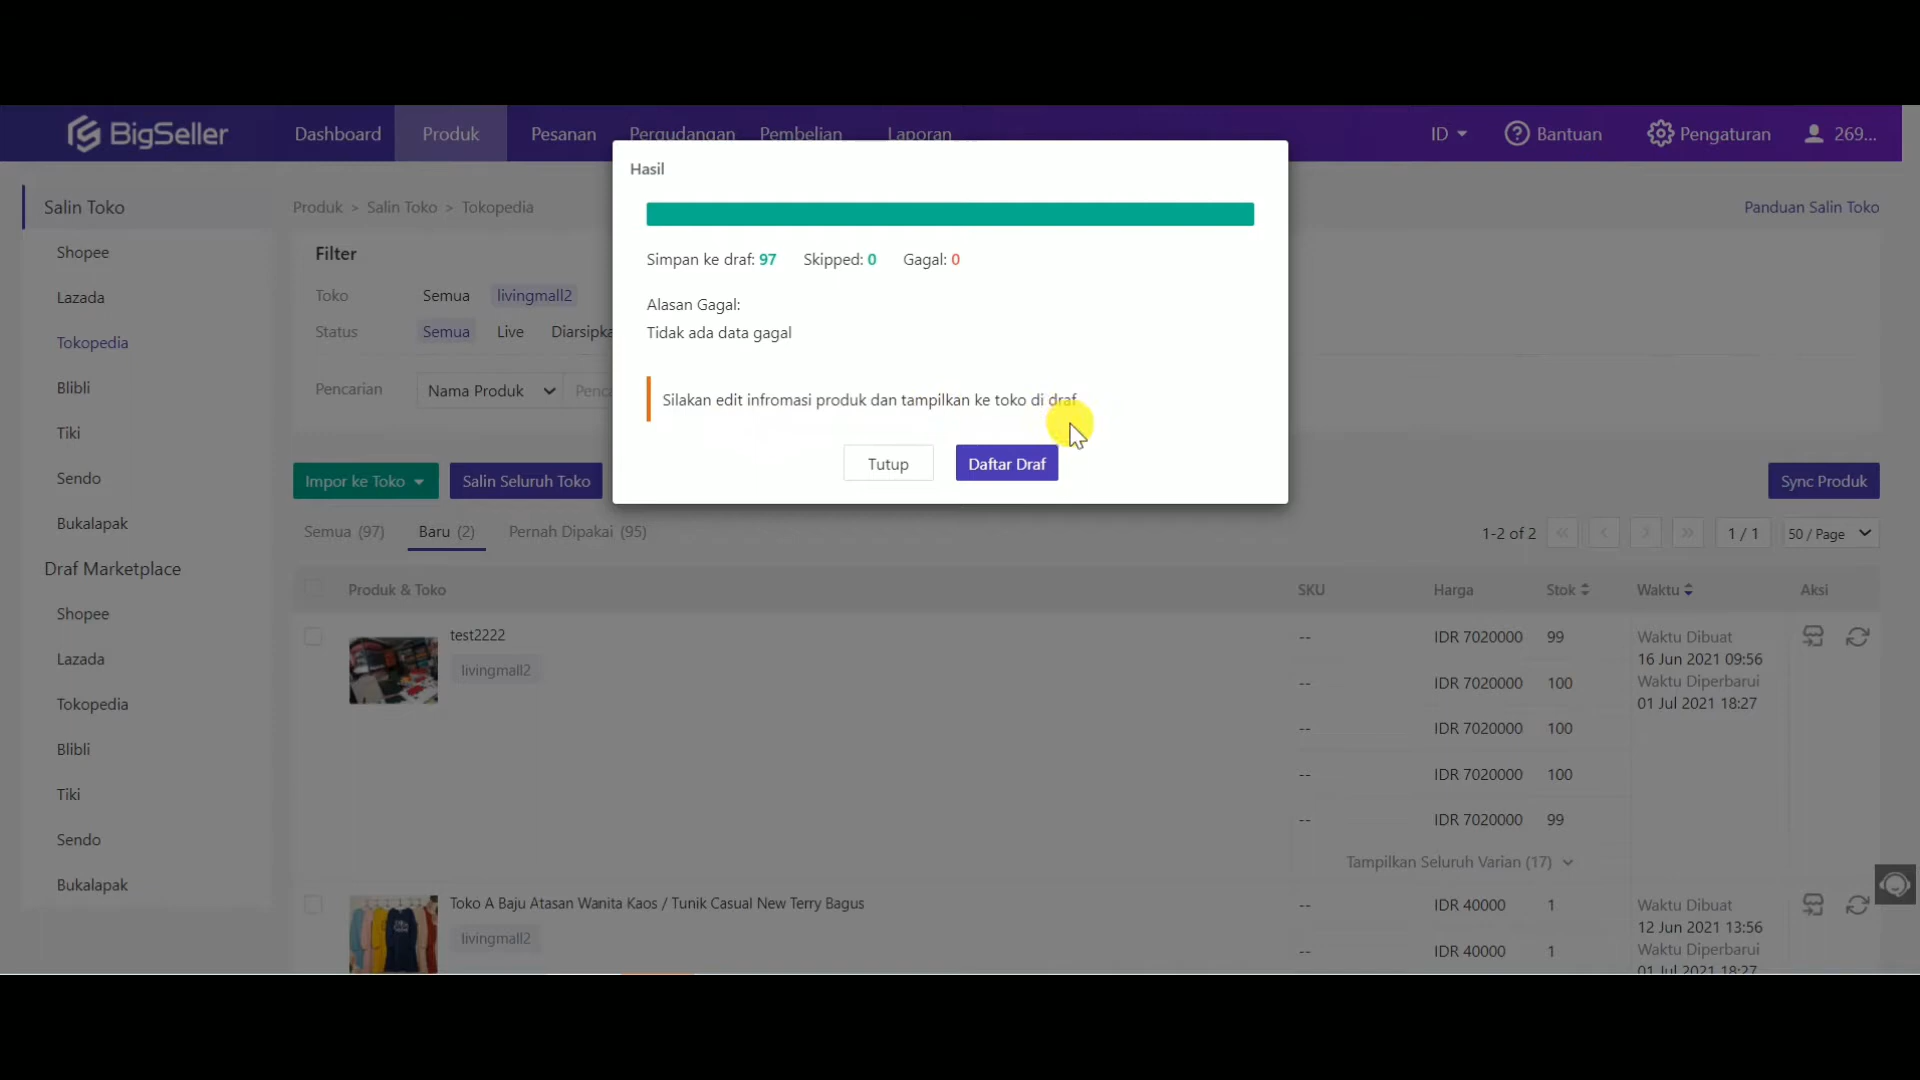 BigSeller
Dashboard Produk Pesanan Pergudangan Pembelian Laporan ID Bantuan Pengaturan 269...
Salin Toko
Shopee
Lazada
Tokopedia
Blibli
Tiki
Sendo
Bukalapak
Draf Marketplace
Shopee
Lazada
Tokopedia
Blibli
Tiki
Sendo
Bukalapak
Produk > Salin Toko > Tokopedia
Panduan Salin Toko
Filter
Toko Semua livingmall2
Status Semua Live
Pencarian Nama Produk
Hasil
Simpan ke draf: 97 Skipped: 0 Gagal: 0
Alasan Gagal:
Tidak ada data gagal
Silakan edit infromasi produk dan tampilkan ke toko di draf
Tutup Daftar Draf
Impor ke Toko Salin Seluruh Toko Sync Produk
Semua (97) Baru (2) Pernah Dipakai (95) 1-2 of 2 « < > » 1 / 1 50 / Page
Produk & Toko SKU Harga Stok Waktu Aksi
test2222
livingmall2
-- IDR 7020000 99
-- IDR 7020000 100
-- IDR 7020000 100
-- IDR 7020000 100
-- IDR 7020000 99
Tampilkan Seluruh Varian (17)
Waktu Dibuat
16 Jun 2021 09:56
Waktu Diperbarui
01 Jul 2021 18:27
Toko A Baju Atasan Wanita Kaos / Tunik Casual New Terry Bagus
livingmall2
-- IDR 40000 1
-- IDR 40000 1
Waktu Dibuat
12 Jun 2021 13:56
Waktu Diperbarui
01 Jul 2021 18:27